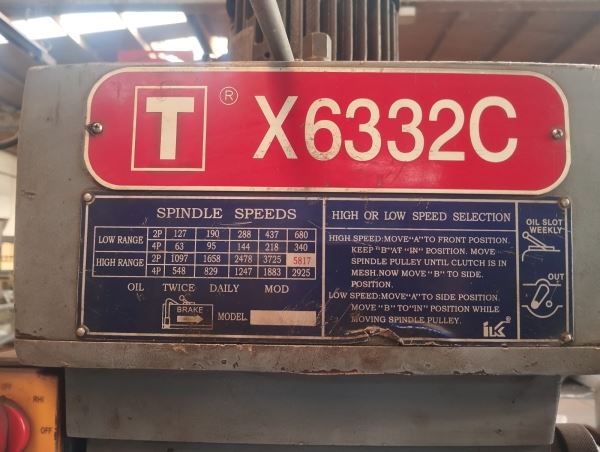 T ® X6332C
SPINDLE SPEEDS
LOW RANGE 2P 127 190 288 437 680
4P 63 95 144 218 340
HIGH RANGE 2P 1097 1658 2478 3725 5817
4P 548 829 1247 1883 2925
OIL TWICE DAILY MOD
BRAKE
MODEL.
HIGH OR LOW SPEED SELECTION
HIGH SPEED:MOVE"A"TO FRONT POSITION.
KEEP "B"AT "IN" POSITION. MOVE
SPINDLE PULLEY UNTIL CLUTCH IS IN
MESH.NOW MOVE "B" TO SIDE.
POSITION.
LOW SPEED:MOVE"A" TO SIDE POSITION.
MOVE "B" TO"IN" POSITION WHILE
MOVING SPINDLE PULLEY.
OIL SLOT
WEEKLY
OUT
OFF
RHI
OFF